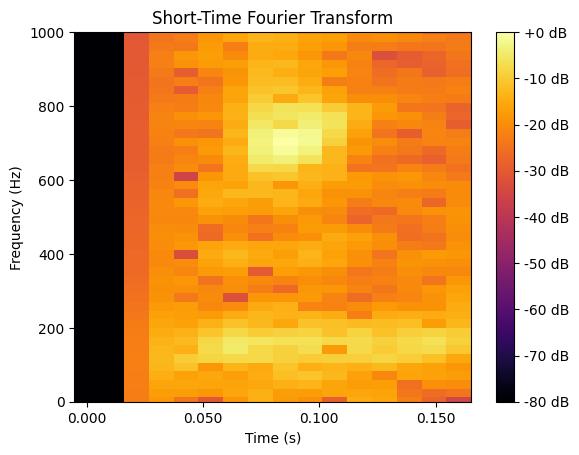 Short-Time Fourier Transform
1000
800
600
400
200
0
Frequency (Hz)
0.000
0.050
0.100
0.150
Time (s)
+0 dB
-10 dB
-20 dB
-30 dB
-40 dB
-50 dB
-60 dB
-70 dB
-80 dB